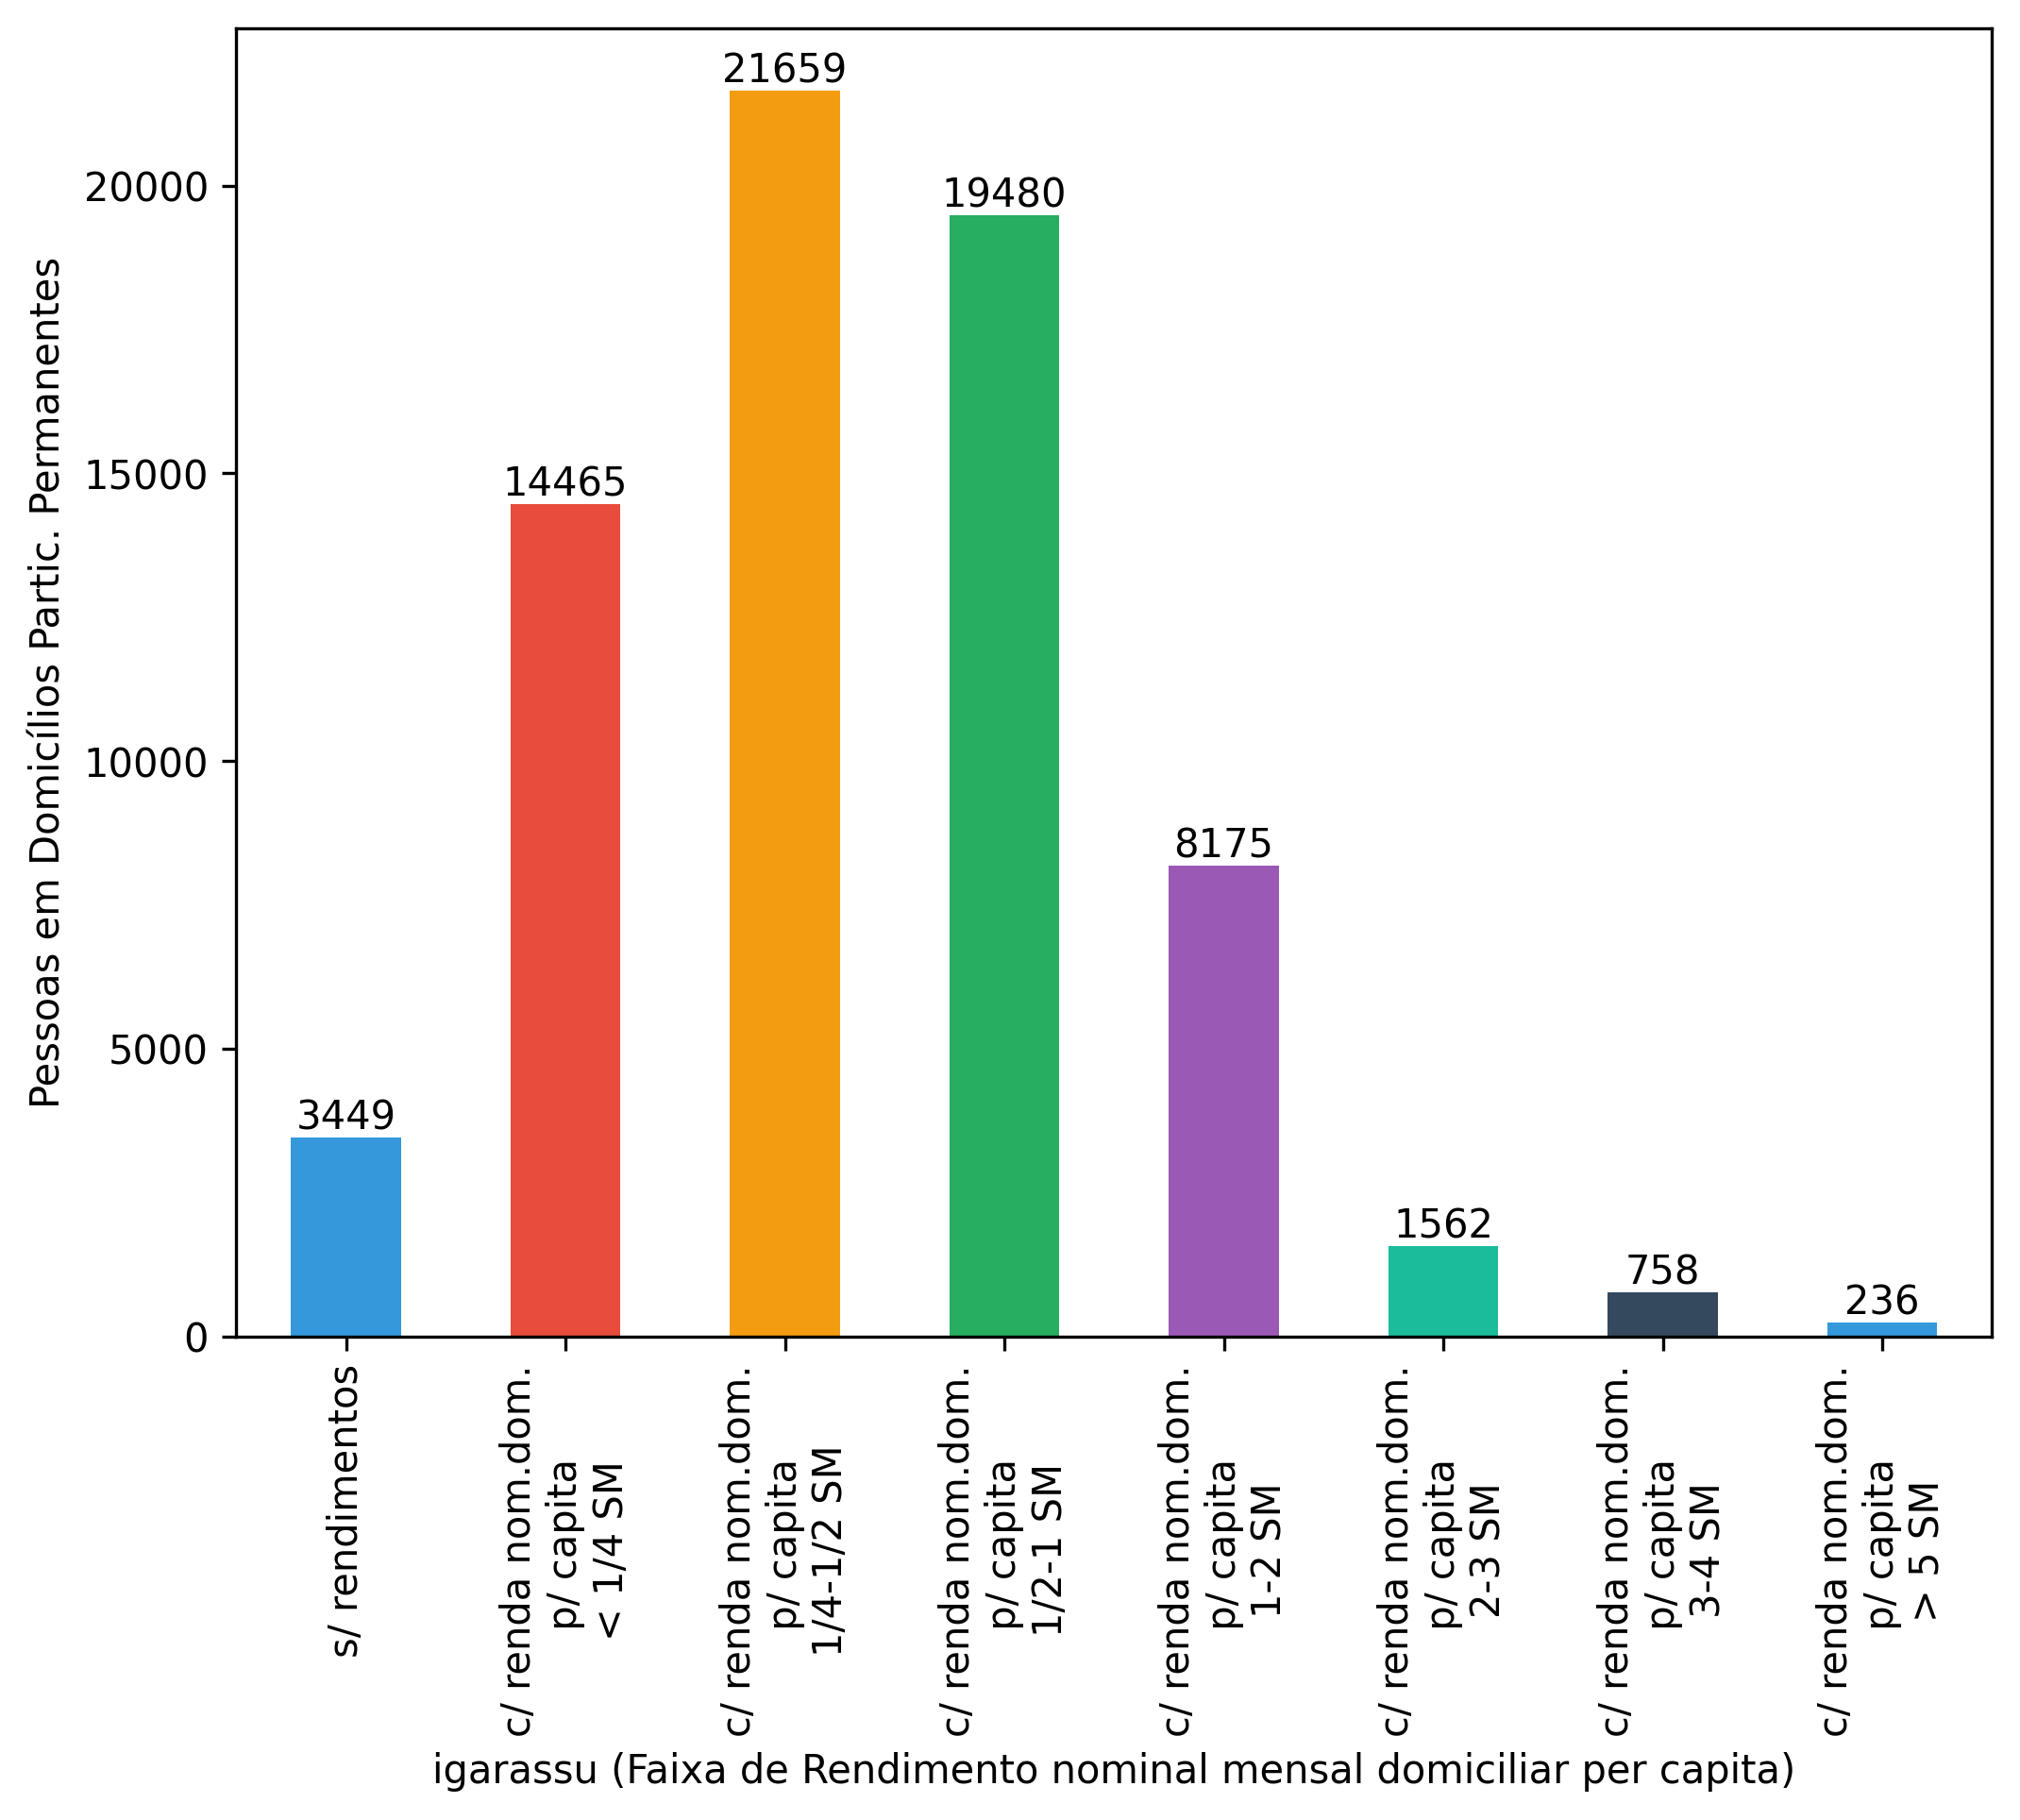 Pessoas em Domicílios Partic. Permanentes
20000
15000
10000
5000
0
3449
14465
21659
19480
8175
1562
758
236
s/ rendimentos
c/ renda nom.dom.
p/ capita
< 1/4 SM
c/ renda nom.dom.
p/ capita
1/4-1/2 SM
c/ renda nom.dom.
p/ capita
1/2-1 SM
c/ renda nom.dom.
p/ capita
1-2 SM
c/ renda nom.dom.
p/ capita
2-3 SM
c/ renda nom.dom.
p/ capita
3-4 SM
c/ renda nom.dom.
p/ capita
> 5 SM
igarassu (Faixa de Rendimento nominal mensal domiciliar per capita)